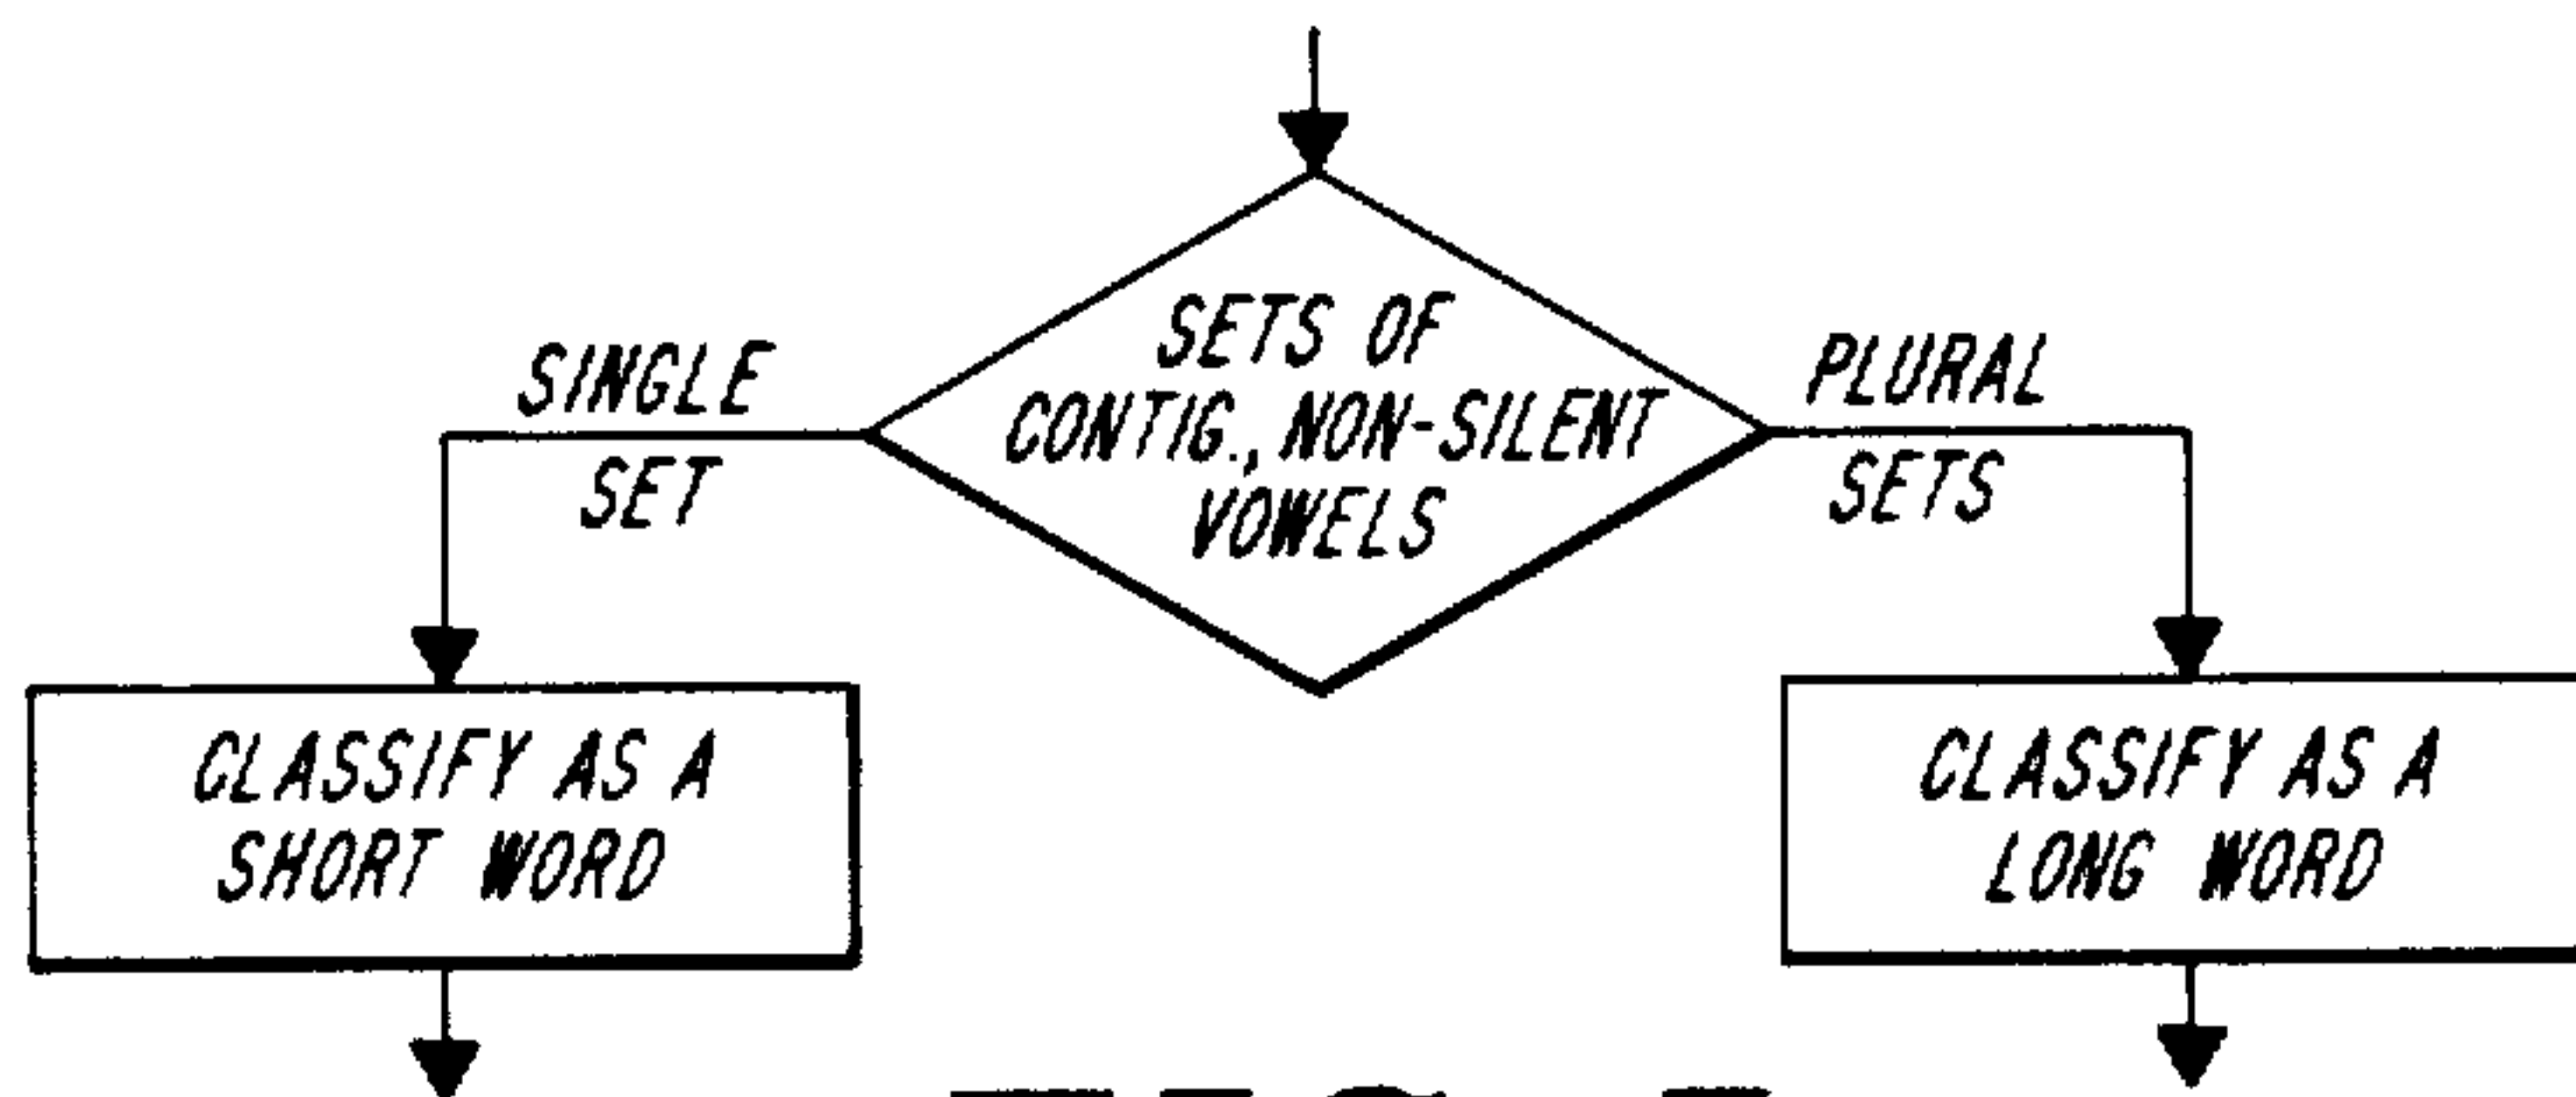 SETS OF
CONTIG., NON-SILENT
VOWELS
SINGLE
SET
PLURAL
SETS
CLASSIFY AS A
SHORT WORD
CLASSIFY AS A
LONG WORD